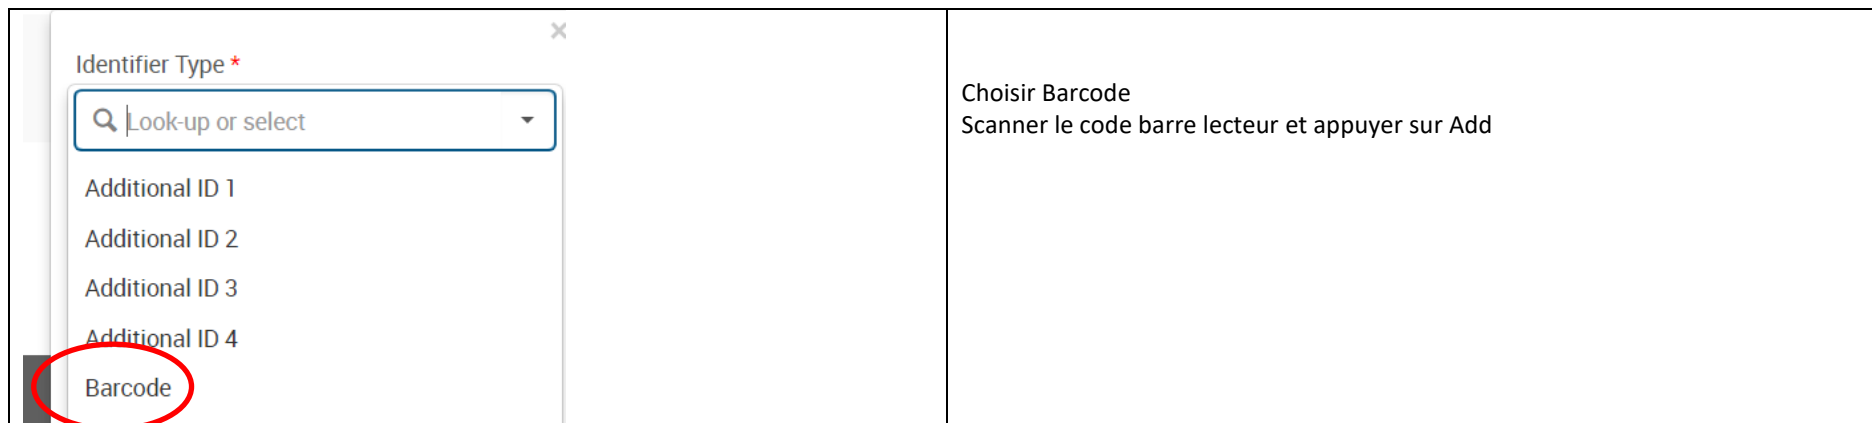 Identifier Type *
Look-up or select
Additional ID 1
Additional ID 2
Additional ID 3
Additional ID 4
Barcode
Choisir Barcode
Scanner le code barre lecteur et appuyer sur Add